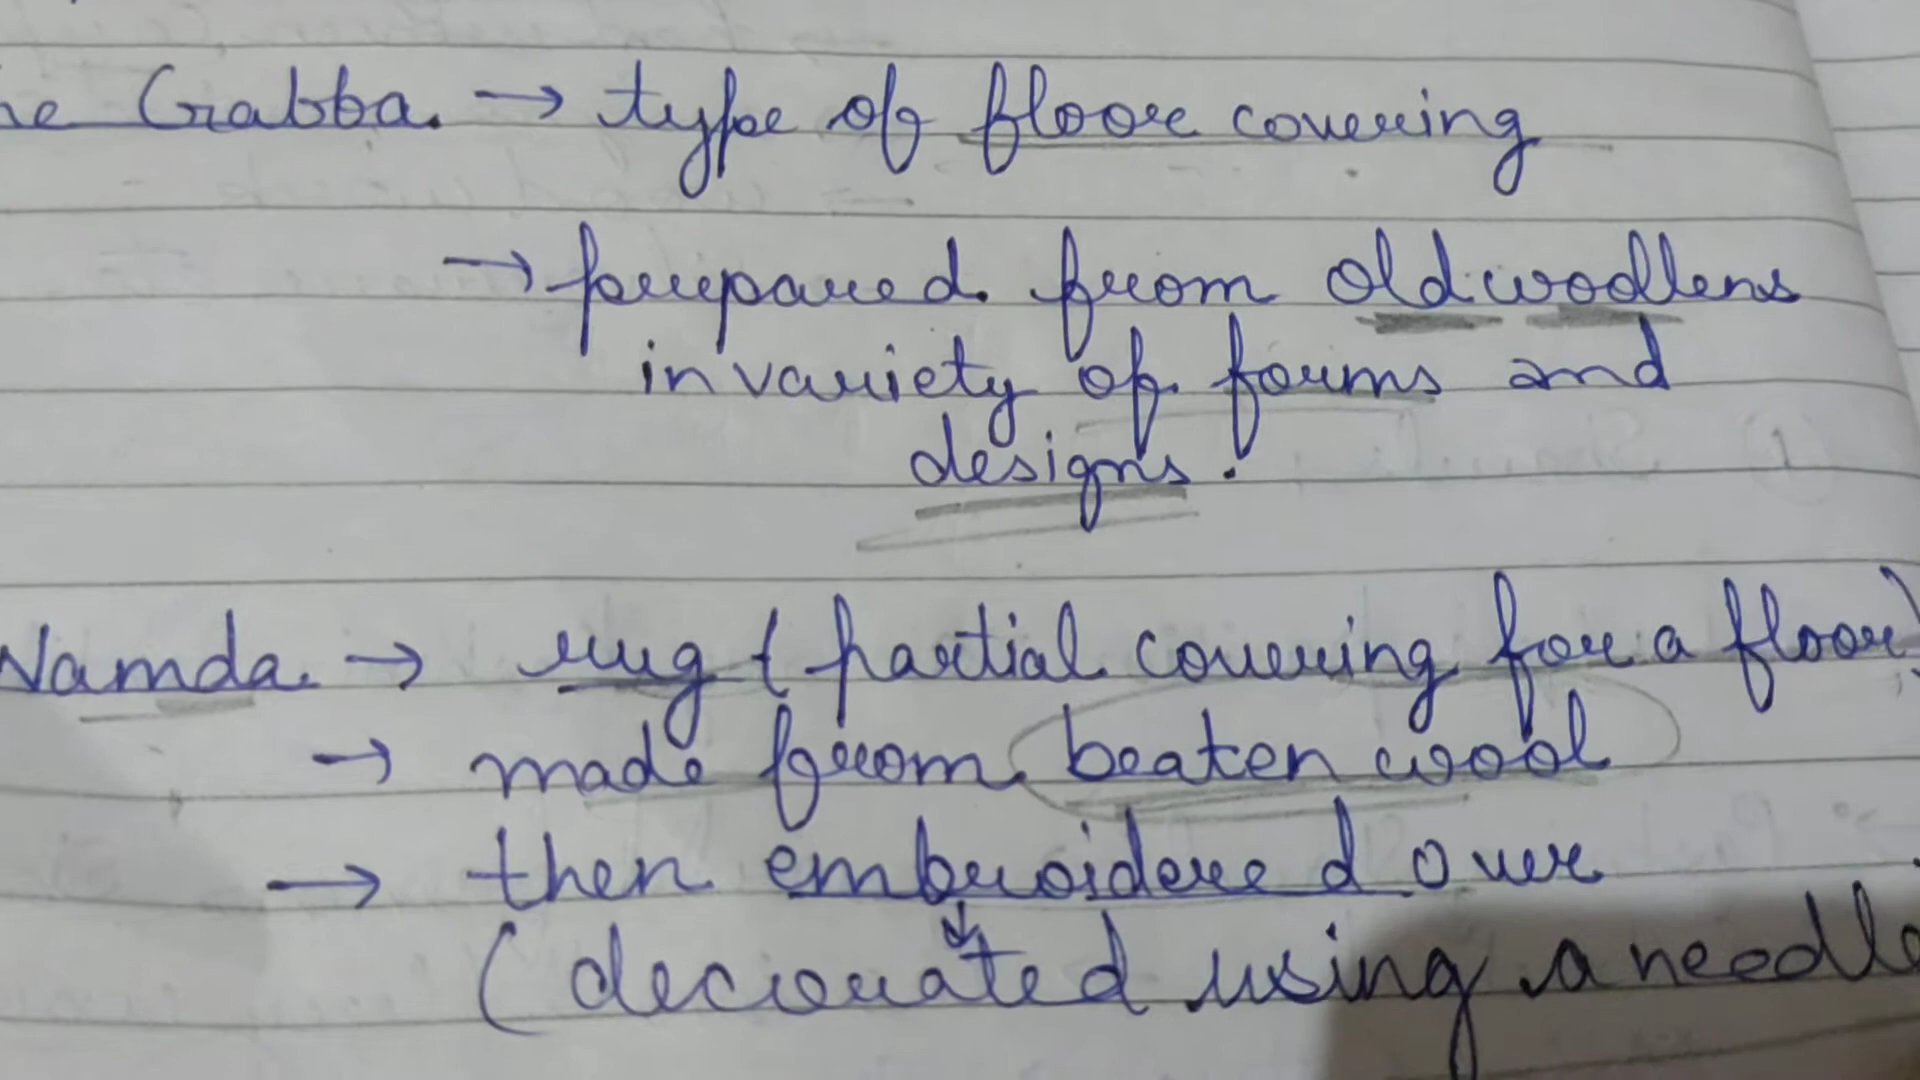 he Gabba. → type of floor covering
→ prepared from old woollens
in variety of forms and
designs.
Namda → rug ( partial covering for a floor)
→ made from beaten wool
→ then embroidered over
(decorated using a needle